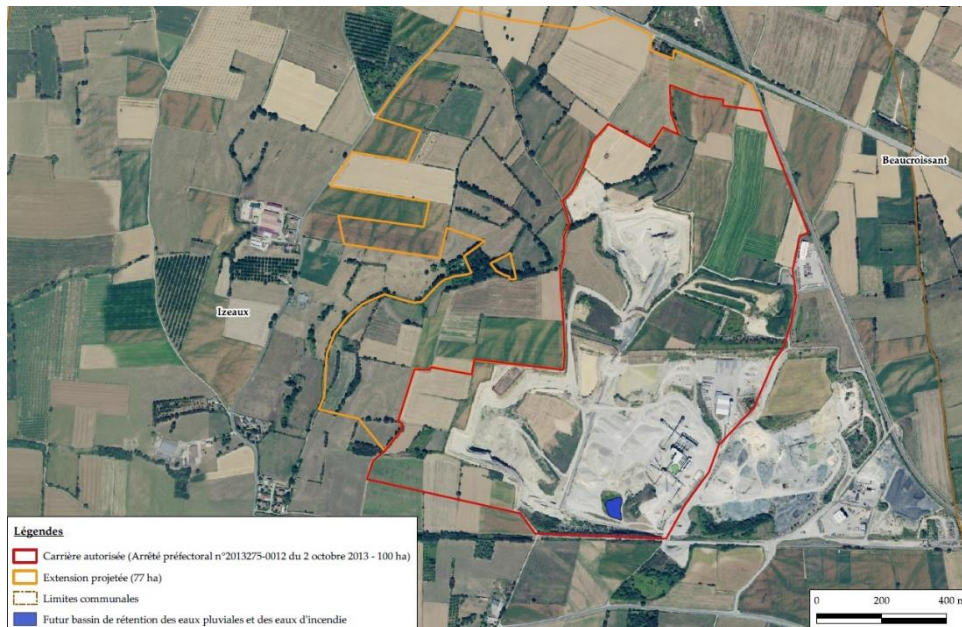 Beaucroissant
Izeaux
Légendes
Carrière autorisée (Arrêté préfectoral n°2013275-0012 du 2 octobre 2013 - 100 ha)
Extension projetée (77 ha)
Limites communales
Futur bassin de rétention des eaux pluviales et des eaux d'incendie
0 200 400 m